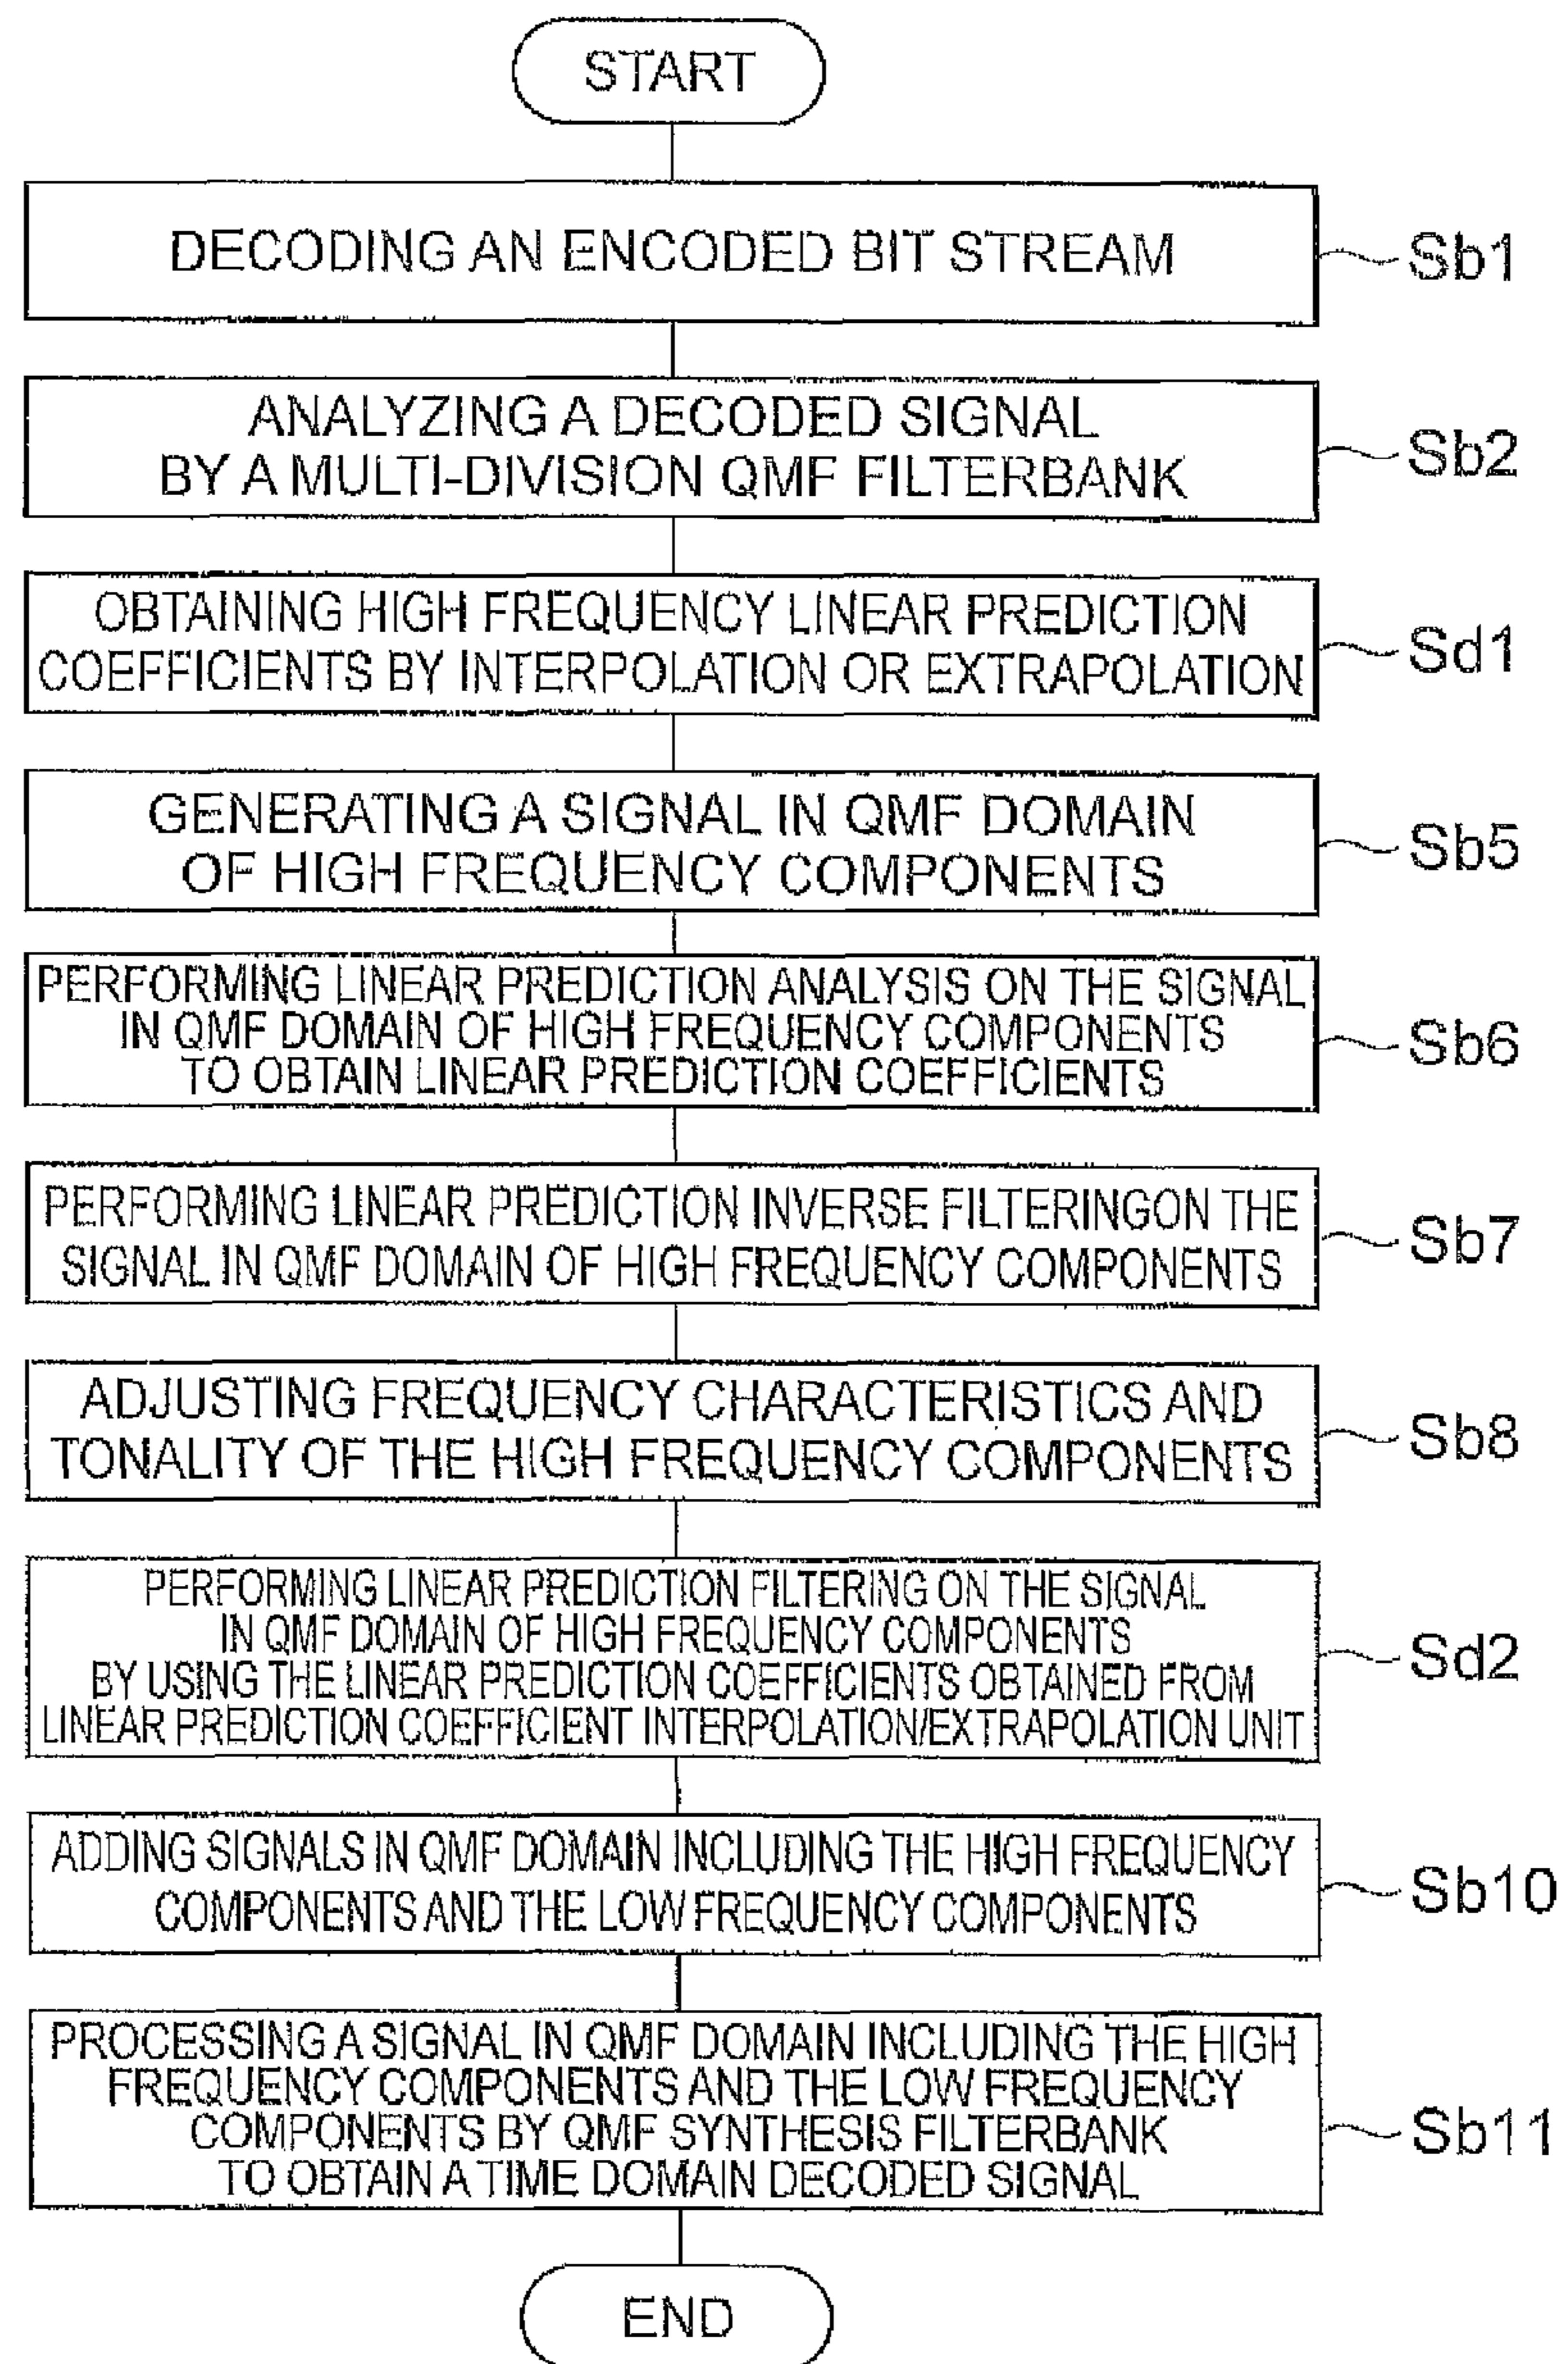 START
DECODING AN ENCODED BIT STREAM
Sb1
ANALYZING A DECODED SIGNAL
BY A MULTI-DIVISION QMF FILTERBANK
Sb2
OBTAINING HIGH FREQUENCY LINEAR PREDICTION
COEFFICIENTS BY INTERPOLATION OR EXTRAPOLATION
Sd1
GENERATING A SIGNAL IN QMF DOMAIN
OF HIGH FREQUENCY COMPONENTS
Sb5
PERFORMING LINEAR PREDICTION ANALYSIS ON THE SIGNAL
IN QMF DOMAIN OF HIGH FREQUENCY COMPONENTS
TO OBTAIN LINEAR PREDICTION COEFFICIENTS
Sb6
PERFORMING LINEAR PREDICTION INVERSE FILTERINGON THE
SIGNAL IN QMF DOMAIN OF HIGH FREQUENCY COMPONENTS
Sb7
ADJUSTING FREQUENCY CHARACTERISTICS AND
TONALITY OF THE HIGH FREQUENCY COMPONENTS
Sb8
PERFORMING LINEAR PREDICTION FILTERING ON THE SIGNAL
IN QMF DOMAIN OF HIGH FREQUENCY COMPONENTS
BY USING THE LINEAR PREDICTION COEFFICIENTS OBTAINED FROM
LINEAR PREDICTION COEFFICIENT INTERPOLATION/EXTRAPOLATION UNIT
Sd2
ADDING SIGNALS IN QMF DOMAIN INCLUDING THE HIGH FREQUENCY
COMPONENTS AND THE LOW FREQUENCY COMPONENTS
Sb10
PROCESSING A SIGNAL IN QMF DOMAIN INCLUDING THE HIGH
FREQUENCY COMPONENTS AND THE LOW FREQUENCY
COMPONENTS BY QMF SYNTHESIS FILTERBANK
TO OBTAIN A TIME DOMAIN DECODED SIGNAL
Sb11
END